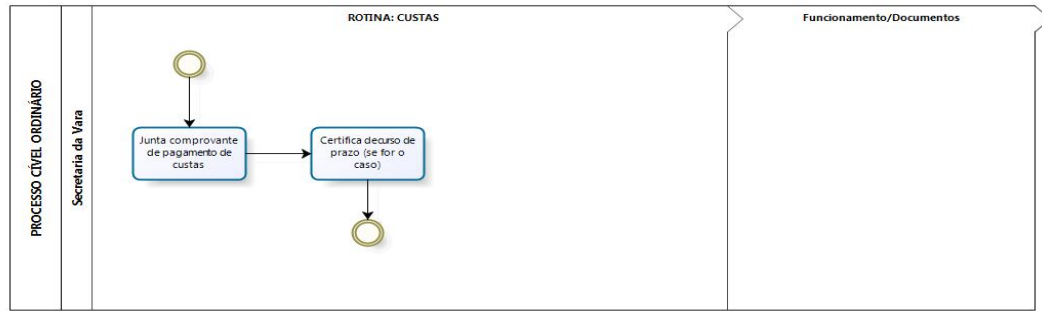 ROTINA: CUSTAS
Funcionamento/Documentos
PROCESSO CÍVEL ORDINÁRIO
Secretaria da Vara
Junta comprovante
de pagamento de
custas
Certifica decurso de
prazo (se for o
caso)